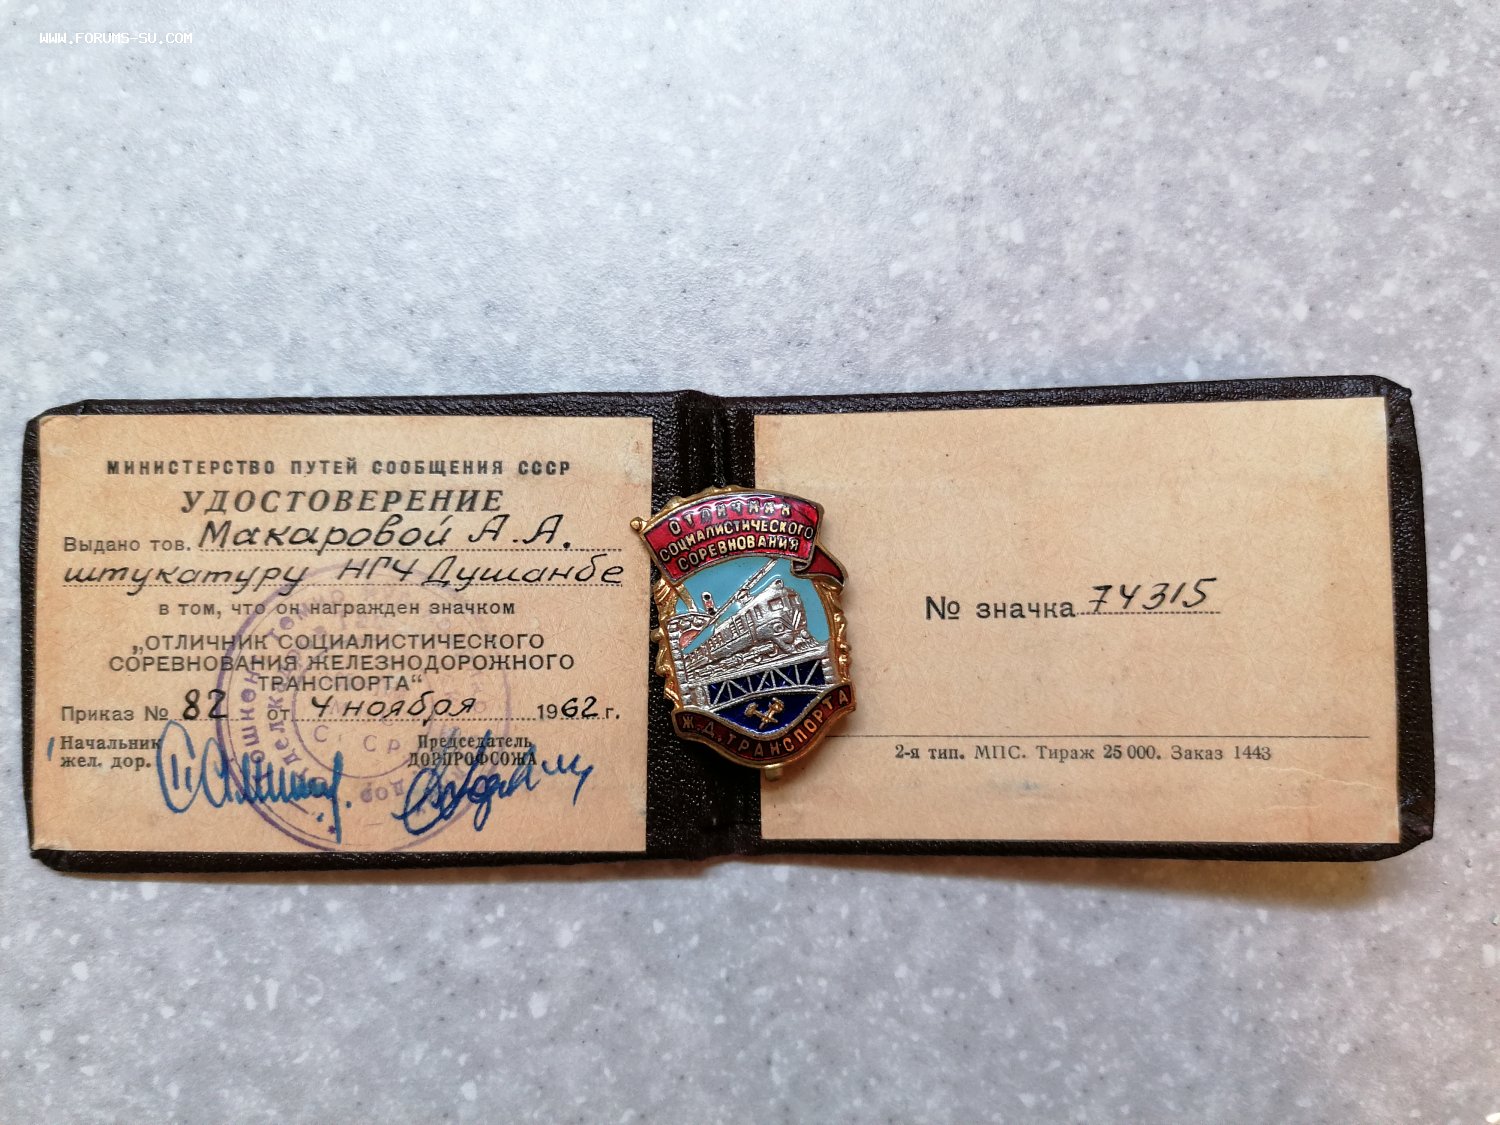 WWW.FORUMS-SU.COM
МИНИСТЕРСТВО ПУТЕЙ СООБЩЕНИЯ СССР
УДОСТОВЕРЕНИЕ
Выдано тов. Макаровой А. А.
штукатуру НГЧ Душанбе
в том, что он награжден значком
„ОТЛИЧНИК СОЦИАЛИСТИЧЕСКОГО
СОРЕВНОВАНИЯ ЖЕЛЕЗНОДОРОЖНОГО
ТРАНСПОРТА“
Приказ № 82 от 4 ноября 1962 г.
Начальник
жел. дор.
Председатель
ДОРПРОФСОЖА
ОТЛИЧНИК
СОЦИАЛИСТИЧЕСКОГО
СОРЕВНОВАНИЯ
Ж.Д. ТРАНСПОРТА
№ значка 74315
2-я тип. МПС. Тираж 25 000. Заказ 1443